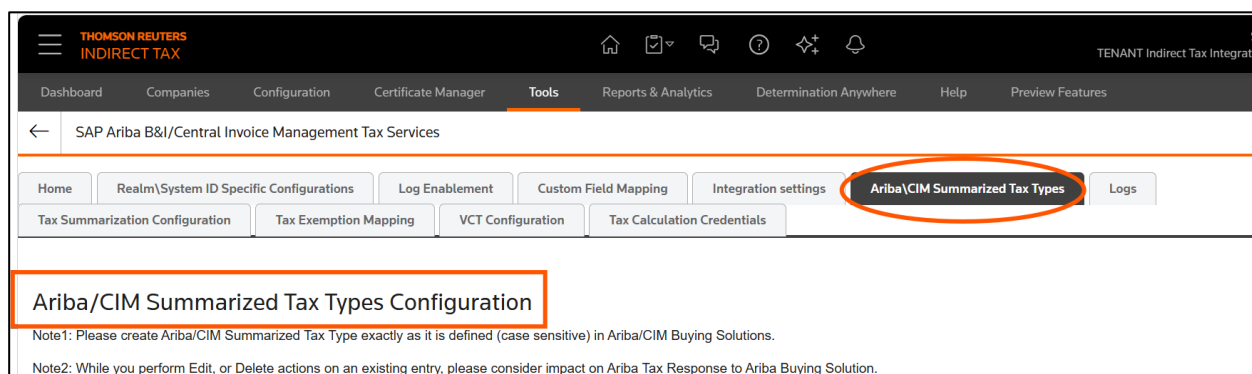 THOMSON REUTERS
INDIRECT TAX
TENANT Indirect Tax
Dashboard Companies Configuration Certificate Manager Tools Reports & Analytics Determination Anywhere Help Preview Features
SAP Ariba B&I/Central Invoice Management Tax Services
Home Realm\System ID Specific Configurations Log Enablement Custom Field Mapping Integration settings Ariba\CIM Summarized Tax Types Logs
Tax Summarization Configuration Tax Exemption Mapping VCT Configuration Tax Calculation Credentials
Ariba/CIM Summarized Tax Types Configuration
Note1: Please create Ariba/CIM Summarized Tax Type exactly as it is defined (case sensitive) in Ariba/CIM Buying Solutions.
Note2: While you perform Edit, or Delete actions on an existing entry, please consider impact on Ariba Tax Response to Ariba Buying Solution.